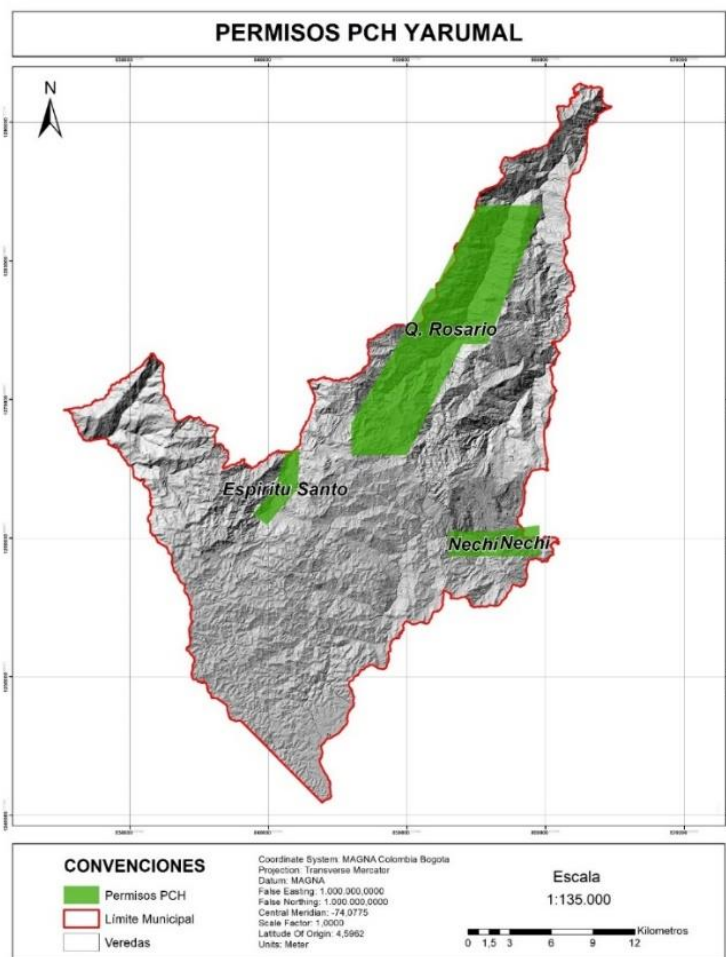 PERMISOS PCH YARUMAL
N
Q. Rosario
Espiritu Santo
Nechi Nechi
CONVENCIONES
Permisos PCH
Límite Municipal
Veredas
Coordinate System: MAGNA Colombia Bogota
Projection: Transverse Mercator
Datum: MAGNA
False Easting: 1.000.000,0000
False Northing: 1.000.000,0000
Central Meridian: -74,0775
Scale Factor: 1,0000
Latitude Of Origin: 4,5962
Units: Meter
Escala
1:135.000
0 1,5 3 6 9 12 Kilometros